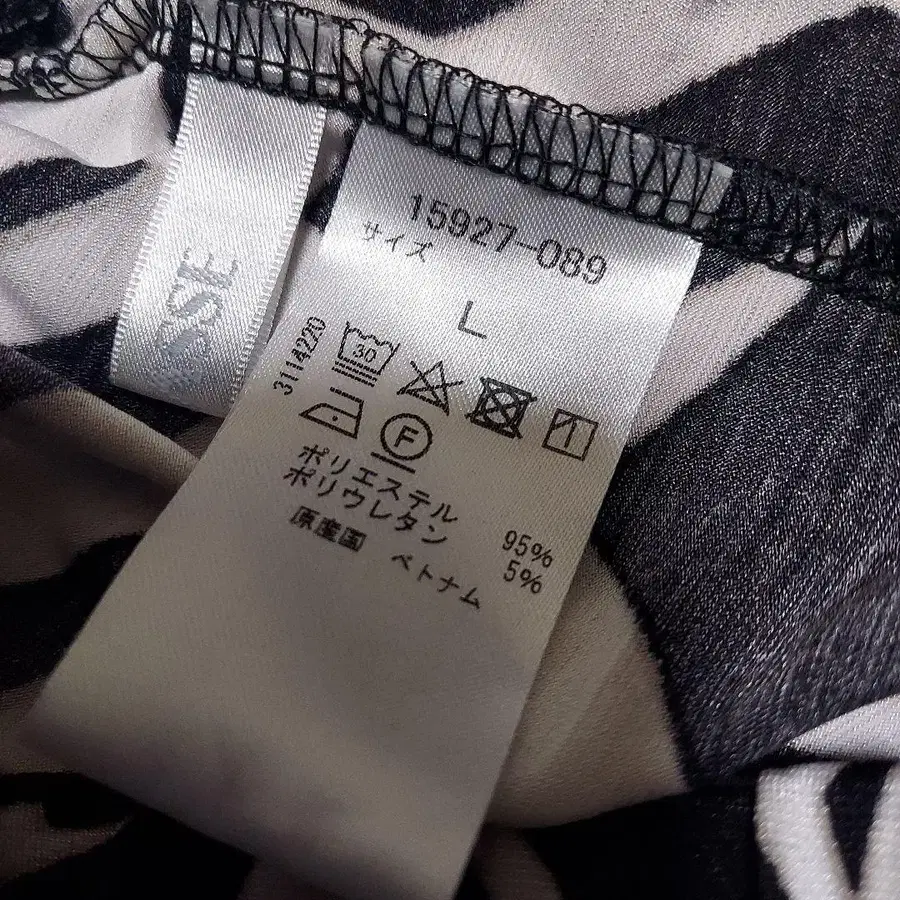 15927-089
サイズ
L
3114220
30
F
ポリエステル 95%
ポリウレタン 5%
原産国 ベトナム
SSE